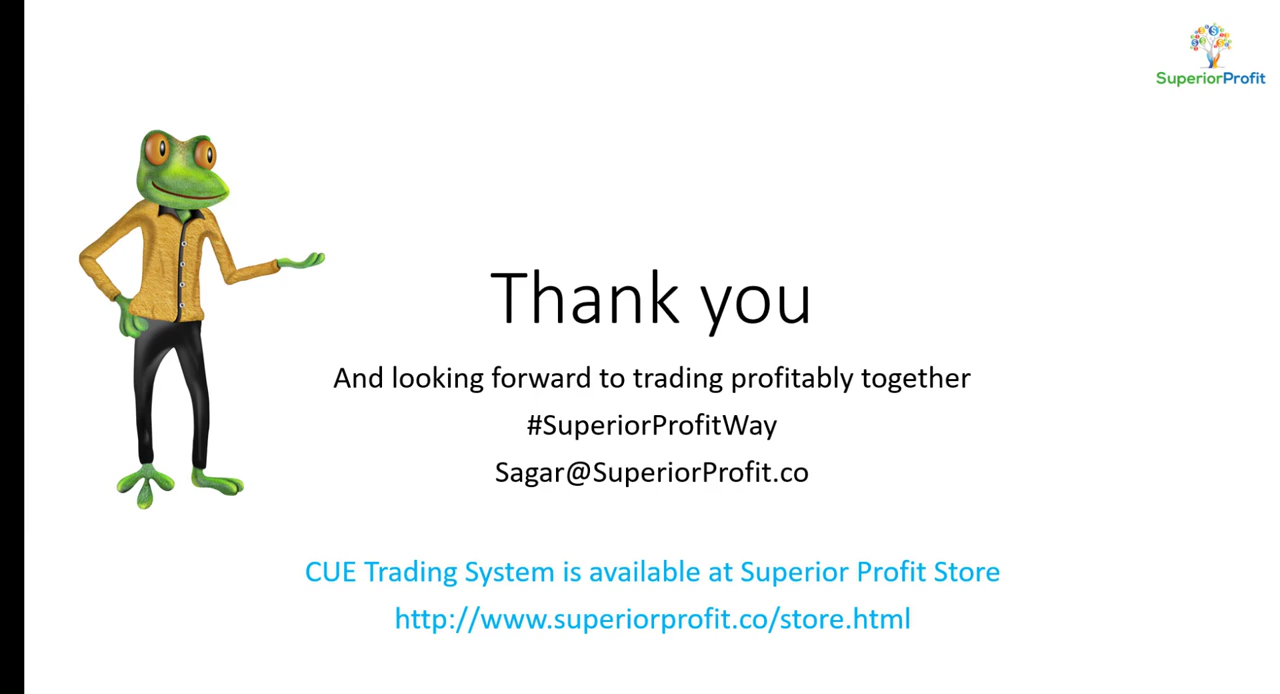 SuperiorProfit
Thank you
And looking forward to trading profitably together
#SuperiorProfitWay
Sagar@SuperiorProfit.co
CUE Trading System is available at Superior Profit Store
http://www.superiorprofit.co/store.html